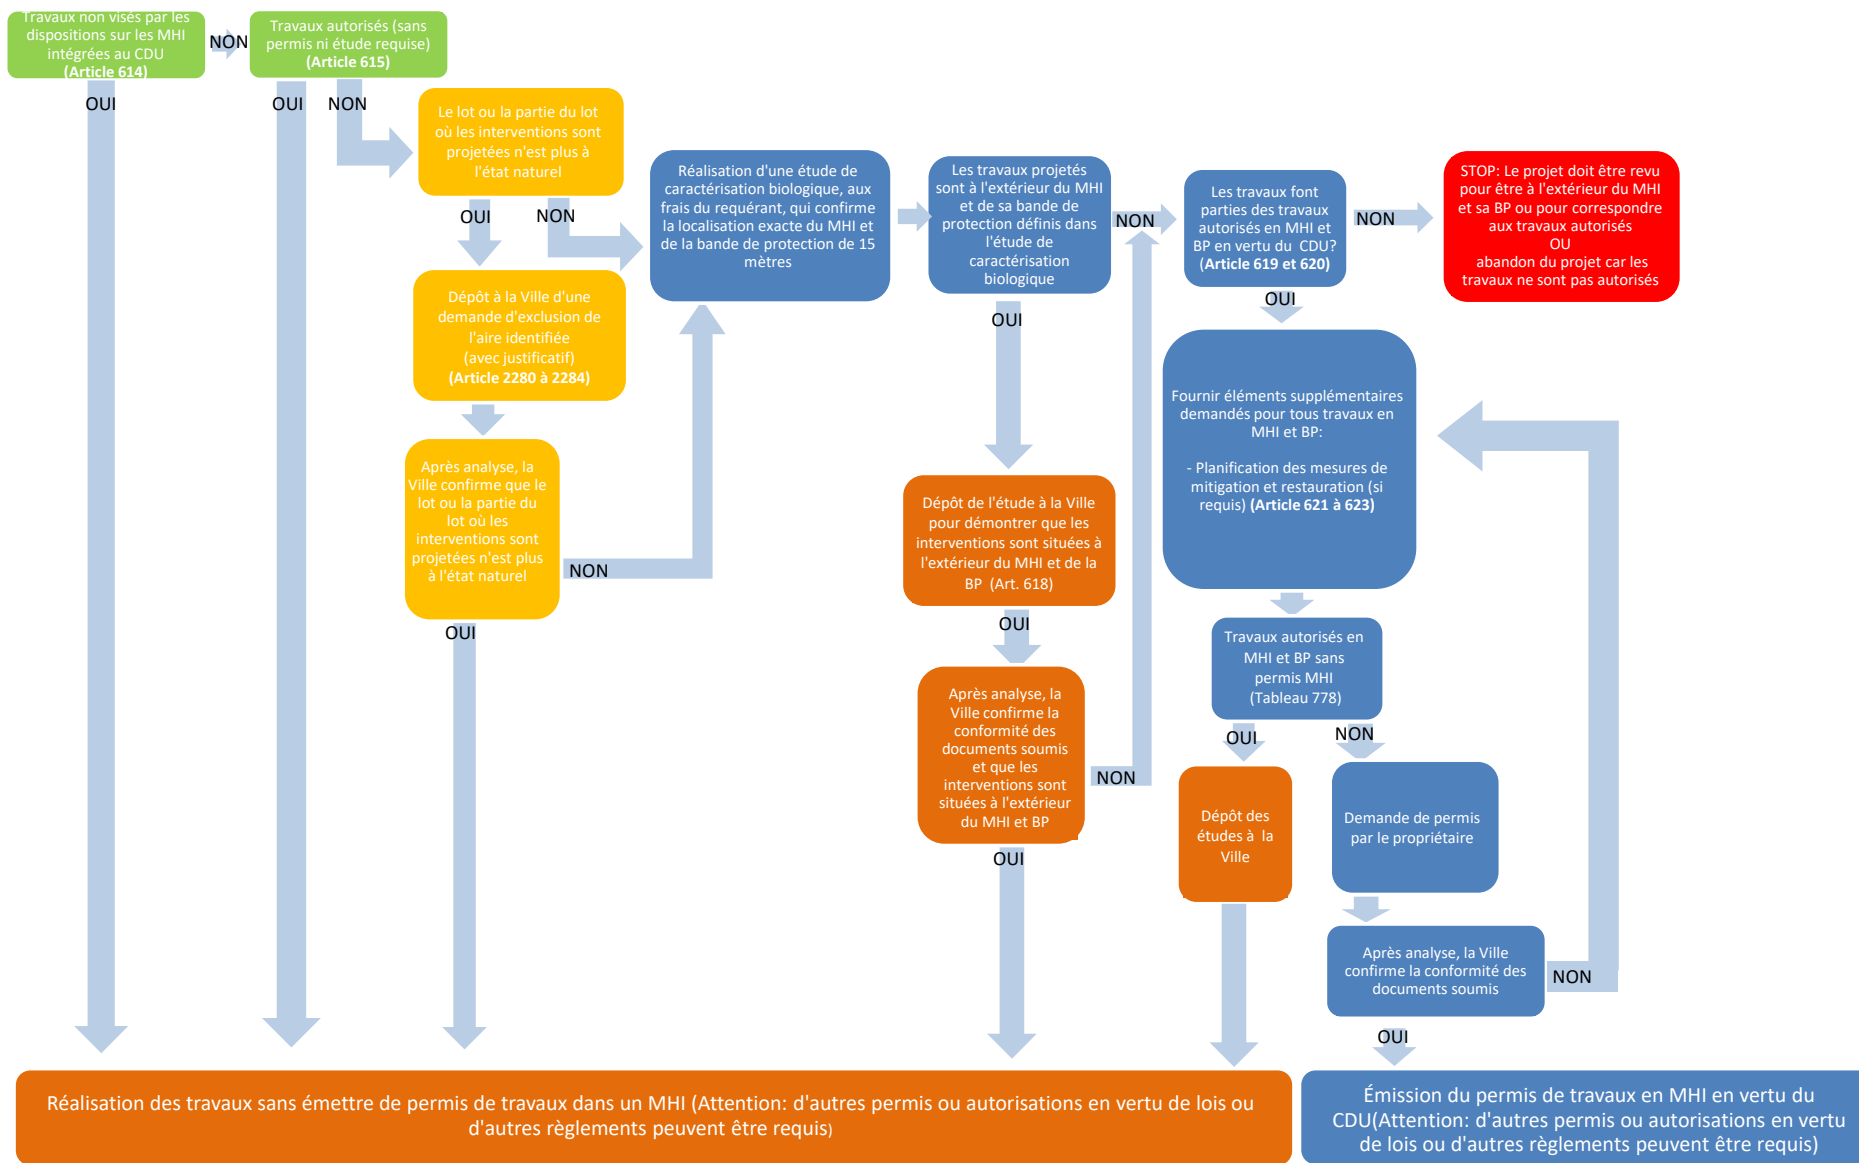 Travaux non visés par les
dispositions sur les MHI
intégrées au CDU
(Article 614)
NON
Travaux autorisés (sans
permis ni étude requise)
(Article 615)
OUI
OUI
NON
Le lot ou la partie du lot
où les interventions sont
projetées n'est plus à
l'état naturel
OUI
NON
Dépôt à la Ville d'une
demande d'exclusion de
l'aire identifiée
(avec justificatif)
(Article 2280 à 2284)
Après analyse, la
Ville confirme que le
lot ou la partie du
lot où les
interventions sont
projetées n'est plus
à l'état naturel
NON
OUI
Réalisation d'une étude de
caractérisation biologique, aux
frais du requérant, qui confirme
la localisation exacte du MHI et
de la bande de protection de 15
mètres
Les travaux projetés
sont à l'extérieur du MHI
et de sa bande de
protection définis dans
l'étude de
caractérisation
biologique
NON
OUI
Dépôt de l'étude à la Ville
pour démontrer que les
interventions sont situées à
l'extérieur du MHI et de la
BP (Art. 618)
OUI
Après analyse, la
Ville confirme la
conformité des
documents soumis
et que les
interventions sont
situées à l'extérieur
du MHI et BP
NON
OUI
Les travaux font
parties des travaux
autorisés en MHI et
BP en vertu du CDU?
(Article 619 et 620)
NON
STOP: Le projet doit être revu
pour être à l'extérieur du MHI
et sa BP ou pour correspondre
aux travaux autorisés
OU
abandon du projet car les
travaux ne sont pas autorisés
OUI
Fournir éléments supplémentaires
demandés pour tous travaux en
MHI et BP:
- Planification des mesures de
mitigation et restauration (si
requis) (Article 621 à 623)
Travaux autorisés en
MHI et BP sans
permis MHI
(Tableau 778)
OUI
NON
Dépôt des
études à la
Ville
Demande de permis
par le propriétaire
Après analyse, la Ville
confirme la conformité des
documents soumis
NON
OUI
Réalisation des travaux sans émettre de permis de travaux dans un MHI (Attention: d'autres permis ou autorisations en vertu de lois ou
d'autres règlements peuvent être requis)
Émission du permis de travaux en MHI en vertu du
CDU(Attention: d'autres permis ou autorisations en vertu
de lois ou d'autres règlements peuvent être requis)